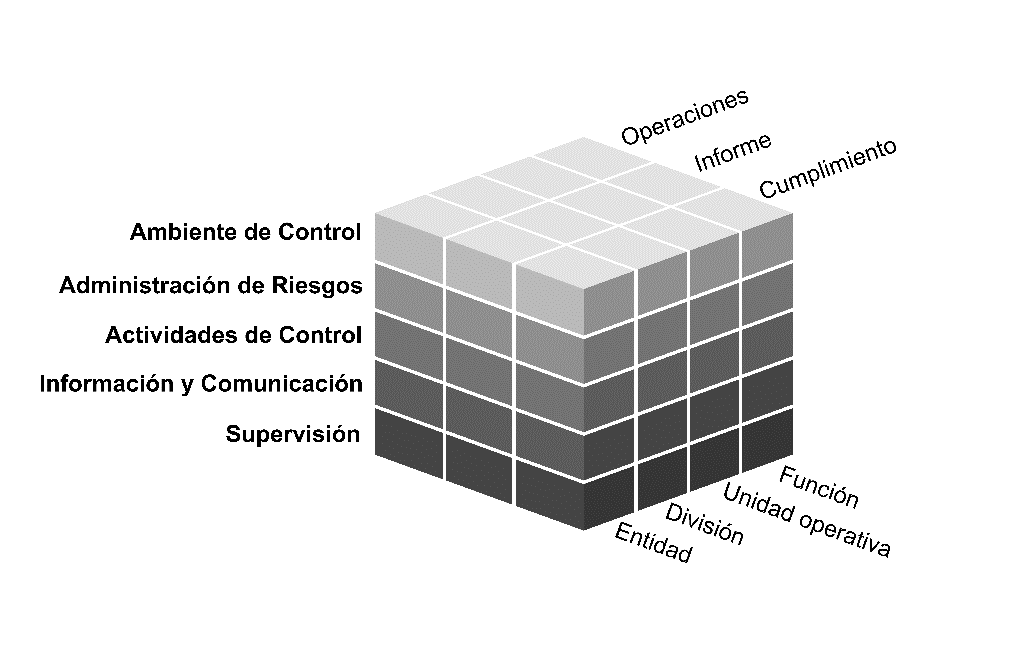 Operaciones
Informe
Cumplimiento
Ambiente de Control
Administración de Riesgos
Actividades de Control
Información y Comunicación
Supervisión
Función
Unidad operativa
División
Entidad